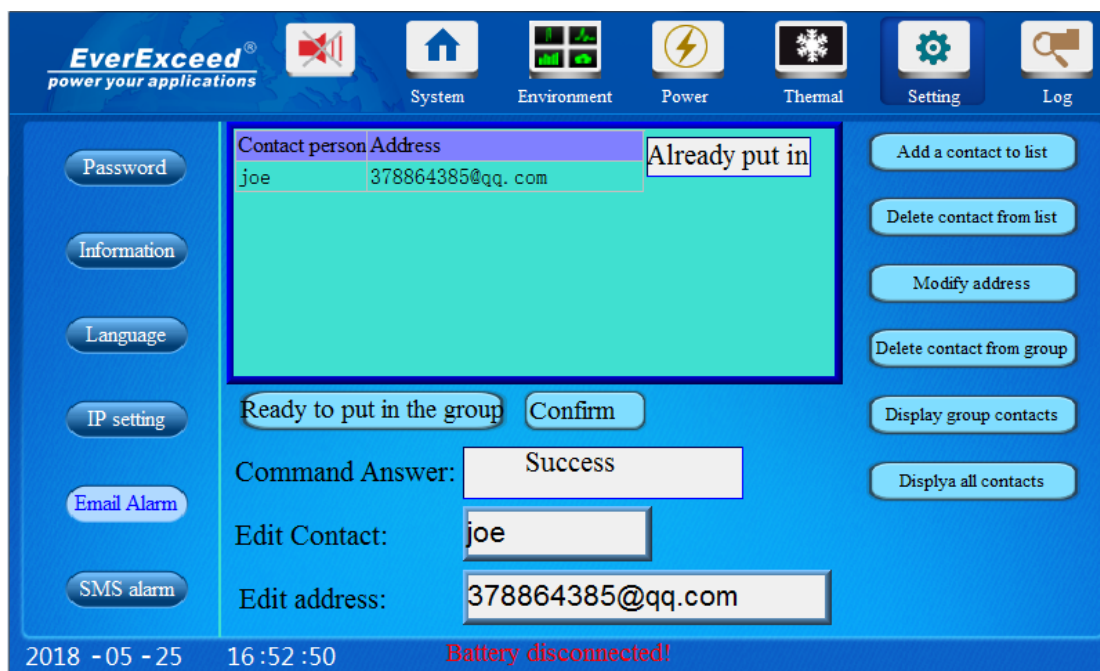 EverExceed®
power your applications
System
Environment
Power
Thermal
Setting
Log
Password
Information
Language
IP setting
Email Alarm
SMS alarm
Contact person Address
joe 378864385@qq.com
Already put in
Ready to put in the group
Confirm
Command Answer: Success
Edit Contact: joe
Edit address: 378864385@qq.com
Add a contact to list
Delete contact from list
Modify address
Delete contact from group
Display group contacts
Displya all contacts
2018 -05 -25 16:52:50 Battery disconnected!